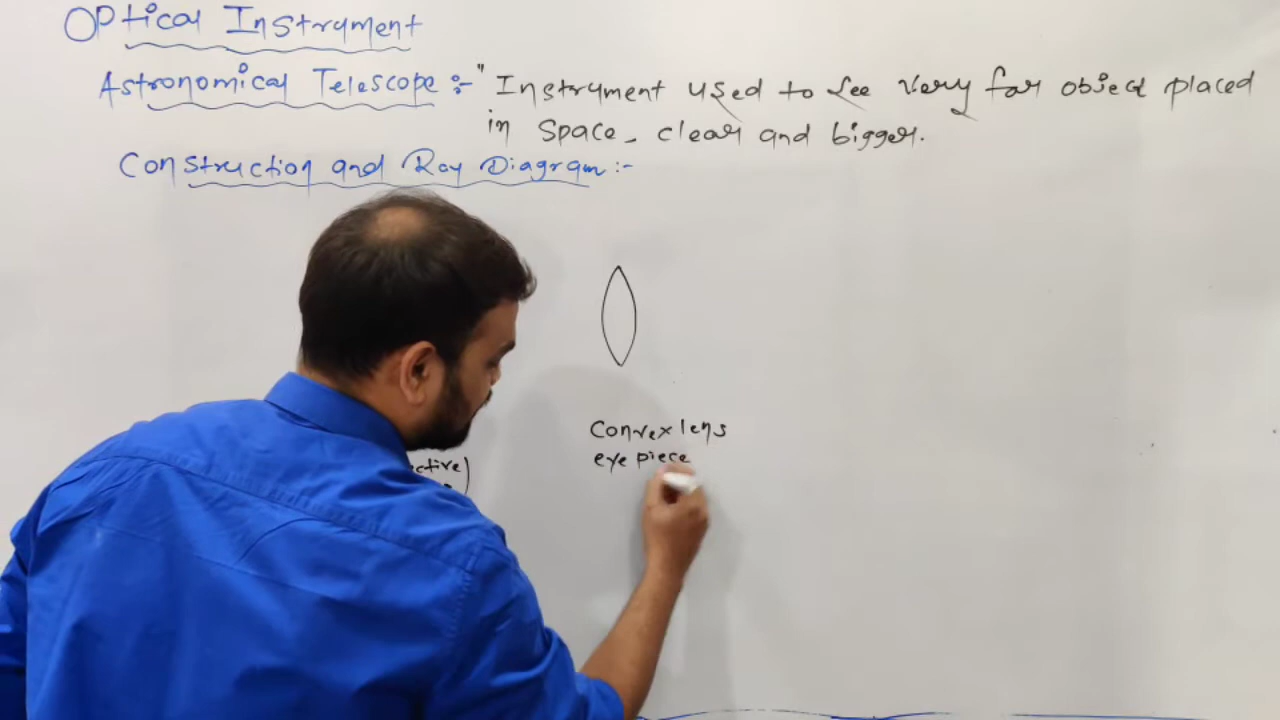 Optical Instrument
Astronomical Telescope :- "Instrument used to see very far object placed
in space - clear and bigger.
Construction and Ray Diagram :-
Convex lens
ective)
eye piece